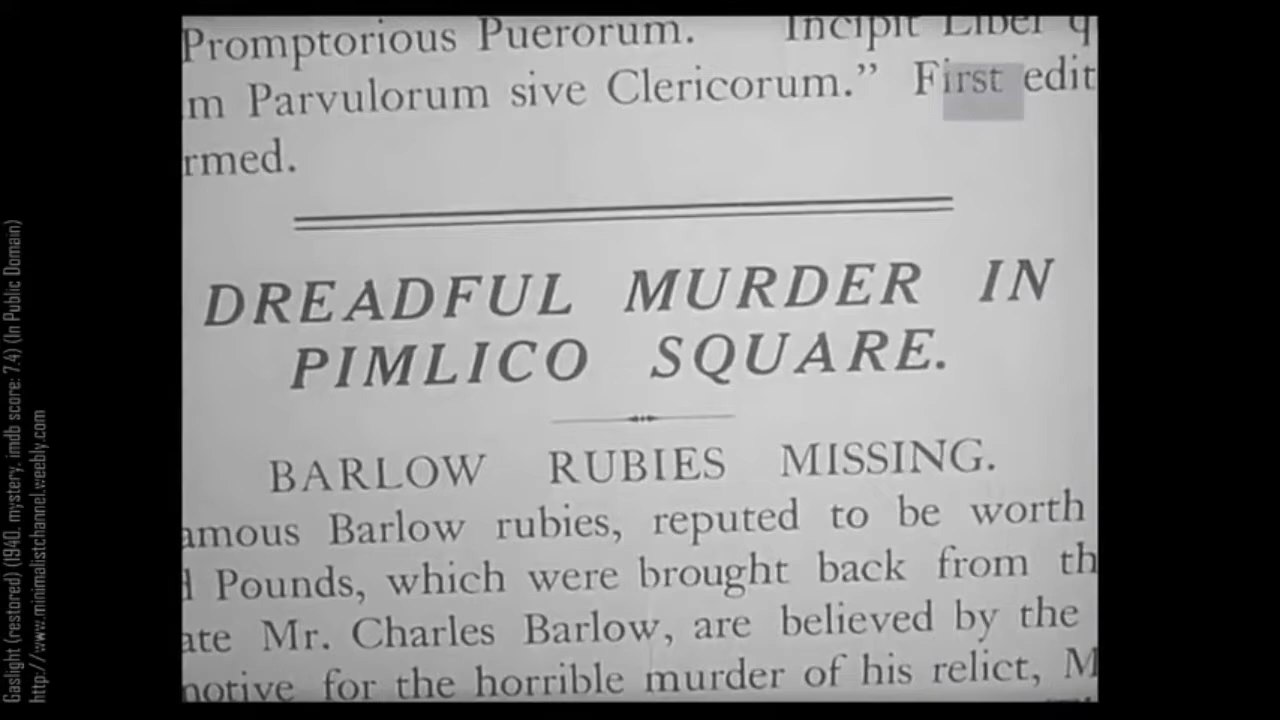 Promptorious Puerorum. Incipit Liber q
m Parvulorum sive Clericorum.” First edit
rmed.
DREADFUL MURDER IN
PIMLICO SQUARE.
BARLOW RUBIES MISSING.
amous Barlow rubies, reputed to be worth
d Pounds, which were brought back from th
ate Mr. Charles Barlow, are believed by the
notive for the horrible murder of his relict, M
Gaslight (restored) (1940, mystery, imdb score: 7.4) (In Public Domain)
http://www.minimalistchannel.weebly.com